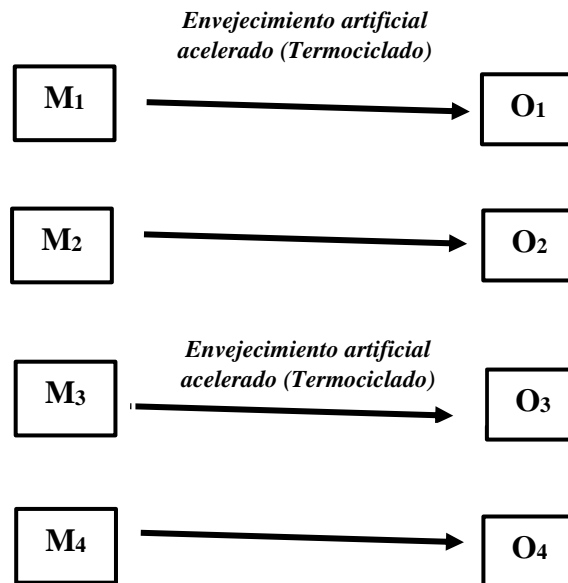 Envejecimiento artificial
acelerado (Termociclado)
M1 O1
M2 O2
Envejecimiento artificial
acelerado (Termociclado)
M3 O3
M4 O4